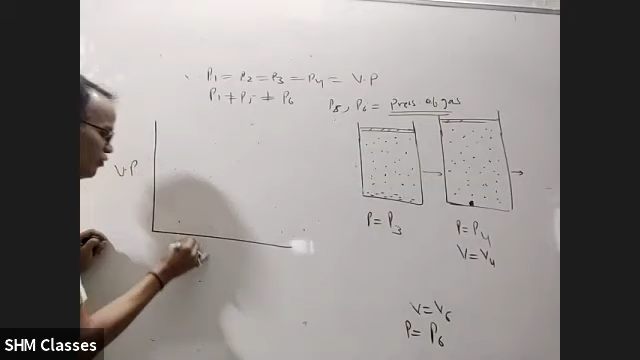 P₁ = P₂ = P₃ = P₄ = V.P
P₁ ≠ P₅ ≠ P₆
P₅, P₆ = Press of gas
V.P
P = P₃
P = P₄
V = V₄
V = V₆
P = P₆
SHM Classes